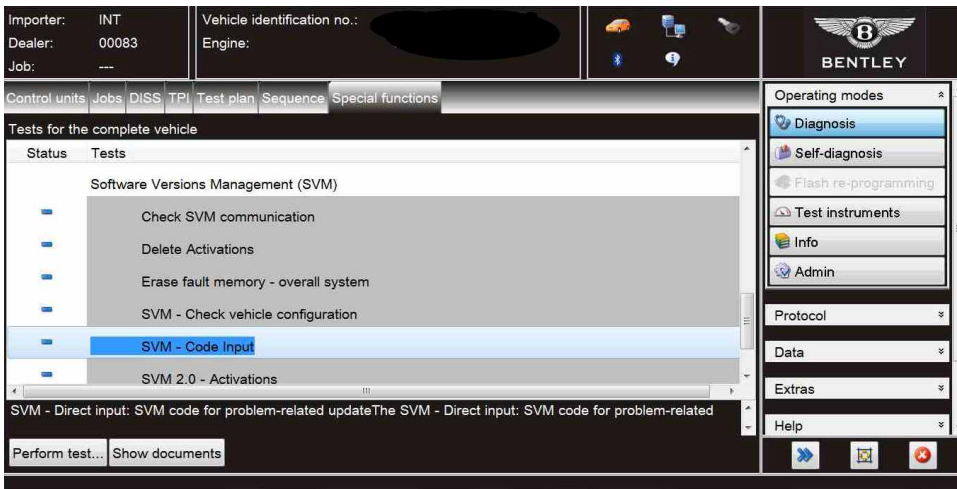 Importer: INT
Dealer: 00083
Job: ---
Vehicle identification no.:
Engine:
BENTLEY
Control units Jobs DISS TPI Test plan Sequence Special functions
Tests for the complete vehicle
Status Tests
Software Versions Management (SVM)
Check SVM communication
Delete Activations
Erase fault memory - overall system
SVM - Check vehicle configuration
SVM - Code Input
SVM 2.0 - Activations
SVM - Direct input: SVM code for problem-related updateThe SVM - Direct input: SVM code for problem-related
Perform test... Show documents
Operating modes
Diagnosis
Self-diagnosis
Flash re-programming
Test instruments
Info
Admin
Protocol
Data
Extras
Help